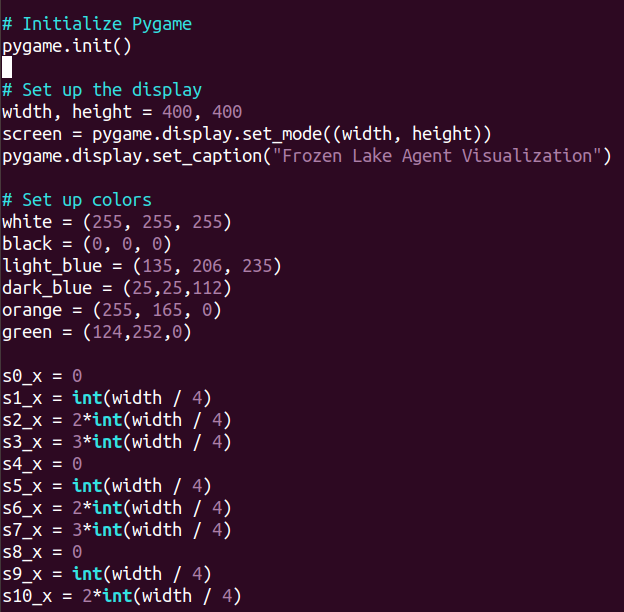 # Initialize Pygame
pygame.init()
# Set up the display
width, height = 400, 400
screen = pygame.display.set_mode((width, height))
pygame.display.set_caption("Frozen Lake Agent Visualization")
# Set up colors
white = (255, 255, 255)
black = (0, 0, 0)
light_blue = (135, 206, 235)
dark_blue = (25,25,112)
orange = (255, 165, 0)
green = (124,252,0)
s0_x = 0
s1_x = int(width / 4)
s2_x = 2*int(width / 4)
s3_x = 3*int(width / 4)
s4_x = 0
s5_x = int(width / 4)
s6_x = 2*int(width / 4)
s7_x = 3*int(width / 4)
s8_x = 0
s9_x = int(width / 4)
s10_x = 2*int(width / 4)